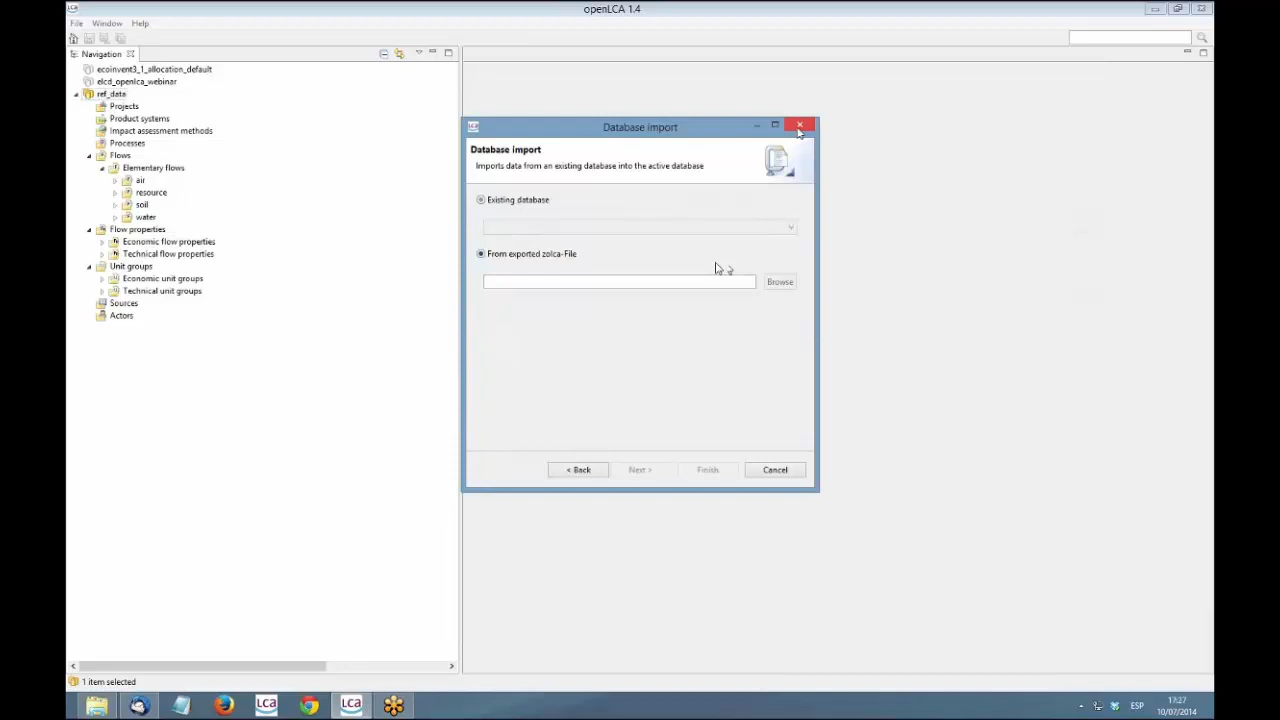 LCA
openLCA 1.4
File Window Help
Navigation
ecoinvent3_1_allocation_default
elcd_openlca_webinar
ref_data
Projects
Product systems
Impact assessment methods
Processes
Flows
Elementary flows
air
resource
soil
water
Flow properties
Economic flow properties
Technical flow properties
Unit groups
Economic unit groups
Technical unit groups
Sources
Actors
LCA
Database import
Database import
Imports data from an existing database into the active database
Existing database
From exported zolca-File
Browse
< Back
Next >
Finish
Cancel
1 item selected
LCA
LCA
ESP
17:27
10/07/2014